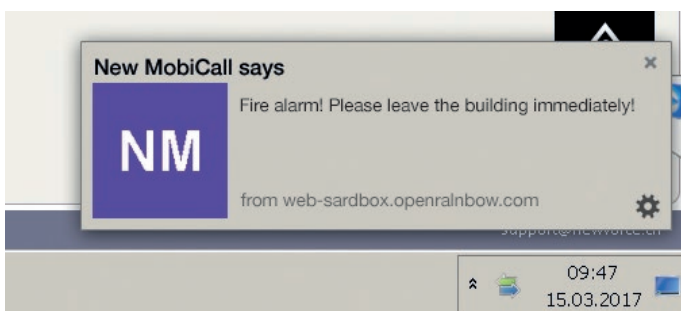 New MobiCall says
NM
Fire alarm! Please leave the building immediately!
from web-sardbox.openralnbow.com
09:47
15.03.2017